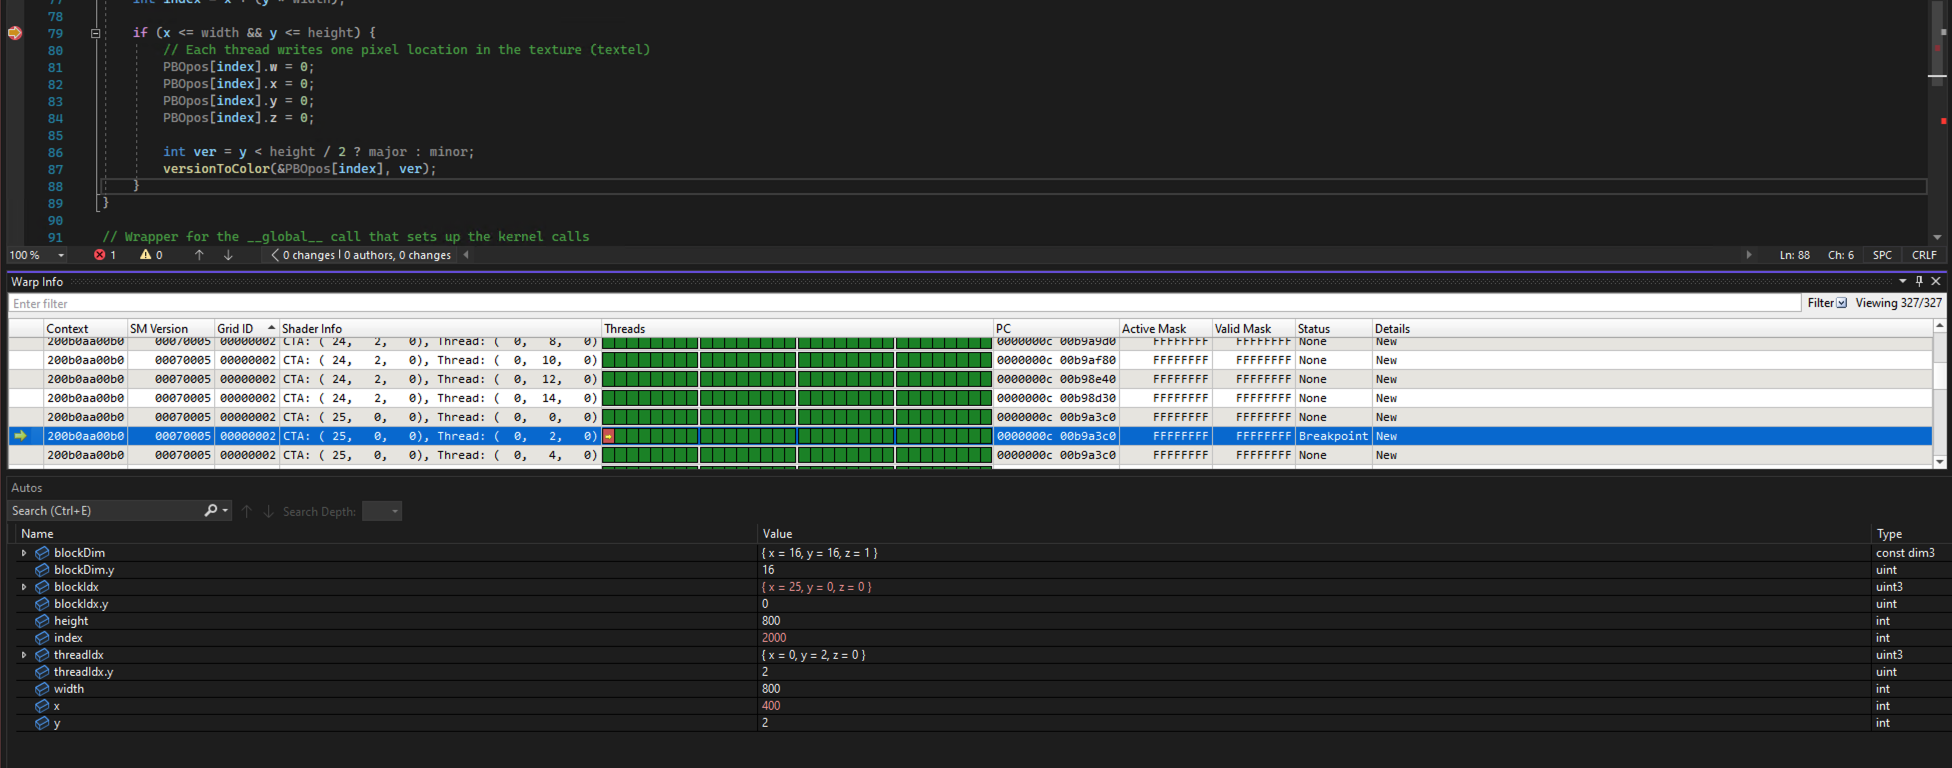 77 int index = x + (y * width);
78
79 if (x <= width && y <= height) {
80 // Each thread writes one pixel location in the texture (textel)
81 PBOpos[index].w = 0;
82 PBOpos[index].x = 0;
83 PBOpos[index].y = 0;
84 PBOpos[index].z = 0;
85
86 int ver = y < height / 2 ? major : minor;
87 versionToColor(&PBOpos[index], ver);
88 }
89 }
90
91 // Wrapper for the __global__ call that sets up the kernel calls
100 % 1 0 0 changes | 0 authors, 0 changes Ln: 88 Ch: 6 SPC CRLF
Warp Info
Enter filter Filter Viewing 327/327
Context SM Version Grid ID Shader Info Threads PC Active Mask Valid Mask Status Details
200b0aa00b0 00070005 00000002 CTA: ( 24, 2, 0), Thread: ( 0, 8, 0) 0000000c 00b9a9d0 FFFFFFFF FFFFFFFF None New
200b0aa00b0 00070005 00000002 CTA: ( 24, 2, 0), Thread: ( 0, 10, 0) 0000000c 00b9af80 FFFFFFFF FFFFFFFF None New
200b0aa00b0 00070005 00000002 CTA: ( 24, 2, 0), Thread: ( 0, 12, 0) 0000000c 00b98e40 FFFFFFFF FFFFFFFF None New
200b0aa00b0 00070005 00000002 CTA: ( 24, 2, 0), Thread: ( 0, 14, 0) 0000000c 00b98d30 FFFFFFFF FFFFFFFF None New
200b0aa00b0 00070005 00000002 CTA: ( 25, 0, 0), Thread: ( 0, 0, 0) 0000000c 00b9a3c0 FFFFFFFF FFFFFFFF None New
200b0aa00b0 00070005 00000002 CTA: ( 25, 0, 0), Thread: ( 0, 2, 0) 0000000c 00b9a3c0 FFFFFFFF FFFFFFFF Breakpoint New
200b0aa00b0 00070005 00000002 CTA: ( 25, 0, 0), Thread: ( 0, 4, 0) 0000000c 00b9a3c0 FFFFFFFF FFFFFFFF None New
Autos
Search (Ctrl+E) Search Depth:
Name Value Type
blockDim { x = 16, y = 16, z = 1 } const dim3
blockDim.y 16 uint
blockIdx { x = 25, y = 0, z = 0 } uint3
blockIdx.y 0 uint
height 800 int
index 2000 int
threadIdx { x = 0, y = 2, z = 0 } uint3
threadIdx.y 2 uint
width 800 int
x 400 int
y 2 int